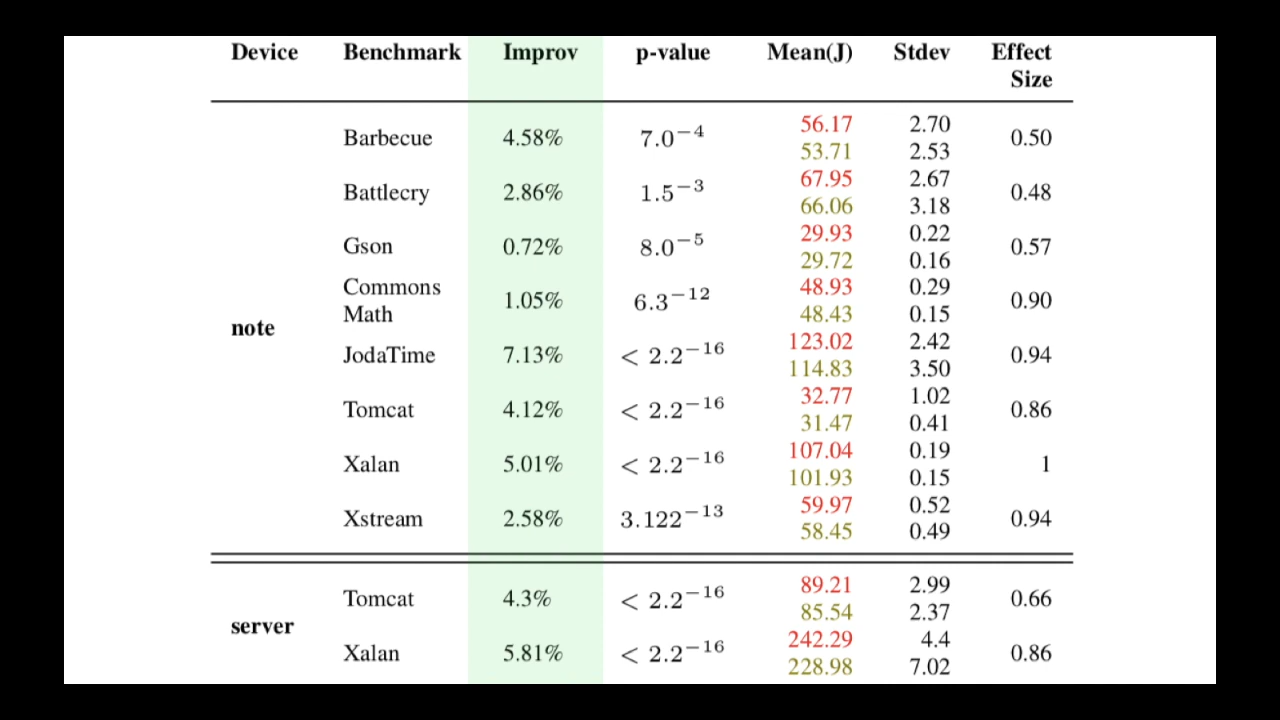 Device Benchmark Improv p-value Mean(J) Stdev Effect Size
note
Barbecue 4.58% 7.0⁻⁴ 56.17 2.70 0.50
53.71 2.53
Battlecry 2.86% 1.5⁻³ 67.95 2.67 0.48
66.06 3.18
Gson 0.72% 8.0⁻⁵ 29.93 0.22 0.57
29.72 0.16
Commons Math 1.05% 6.3⁻¹² 48.93 0.29 0.90
48.43 0.15
JodaTime 7.13% < 2.2⁻¹⁶ 123.02 2.42 0.94
114.83 3.50
Tomcat 4.12% < 2.2⁻¹⁶ 32.77 1.02 0.86
31.47 0.41
Xalan 5.01% < 2.2⁻¹⁶ 107.04 0.19 1
101.93 0.15
Xstream 2.58% 3.122⁻¹³ 59.97 0.52 0.94
58.45 0.49
server
Tomcat 4.3% < 2.2⁻¹⁶ 89.21 2.99 0.66
85.54 2.37
Xalan 5.81% < 2.2⁻¹⁶ 242.29 4.4 0.86
228.98 7.02